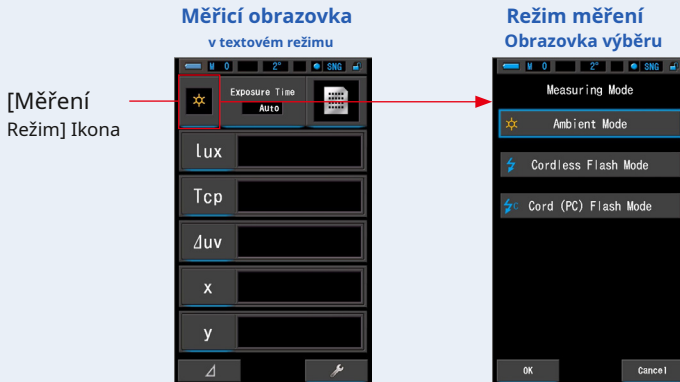 Měřicí obrazovka
v textovém režimu
M 0 2° SNG
Exposure Time
Auto
[Měření
Režim] Ikona
lux
Tcp
⊿uv
x
y
⊿
Režim měření
Obrazovka výběru
M 0 2° SNG
Measuring Mode
Ambient Mode
Cordless Flash Mode
C Cord (PC) Flash Mode
OK Cancel